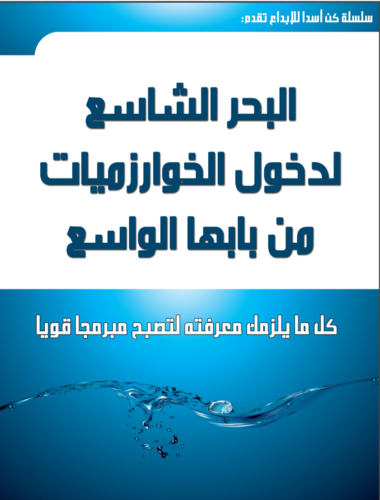 سلسلة كن أسدا للإبداع تقدم:
البحر الشاسع
لدخول الخوارزميات
من بابها الواسع
كل ما يلزمك معرفته لتصبح مبرمجا قويا